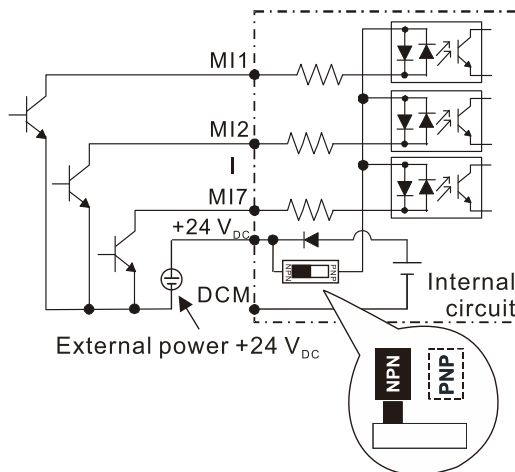 MI1
MI2
I
MI7
+24 VDC
NPN PNP
DCM
Internal
circuit
External power +24 VDC
NPN PNP